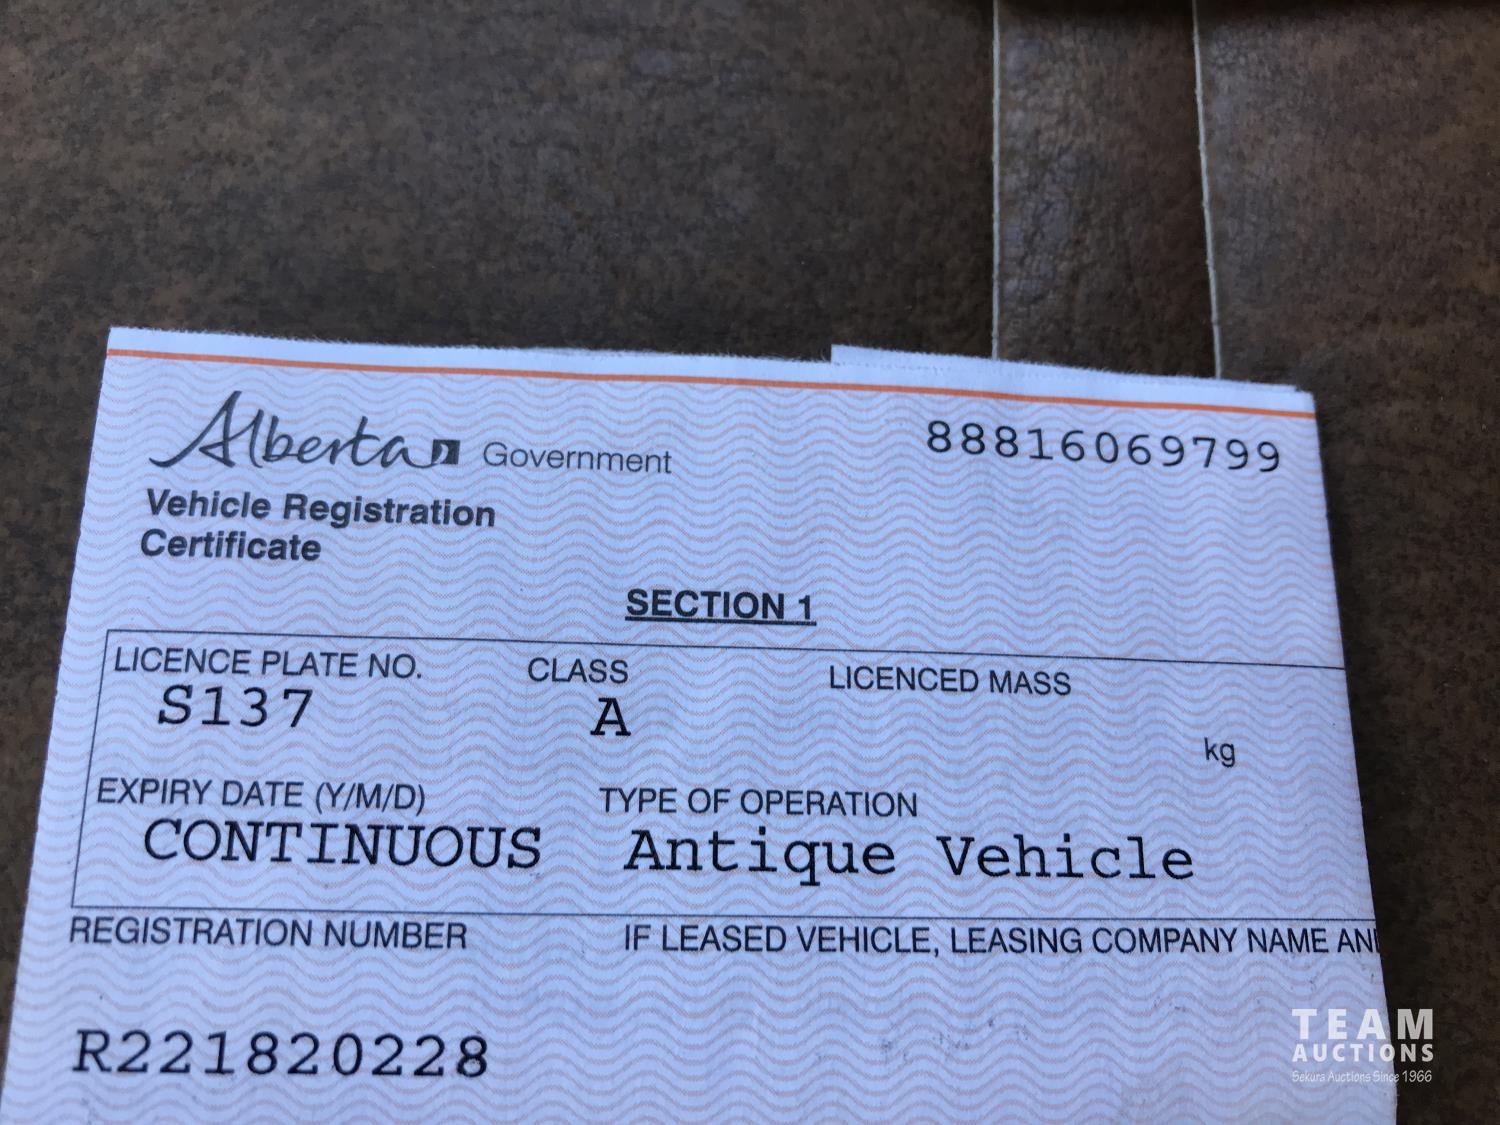 Alberta Government
88816069799
Vehicle Registration
Certificate
SECTION 1
LICENCE PLATE NO. CLASS LICENCED MASS
S137 A
kg
EXPIRY DATE (Y/M/D) TYPE OF OPERATION
CONTINUOUS Antique Vehicle
REGISTRATION NUMBER IF LEASED VEHICLE, LEASING COMPANY NAME AN
R221820228
TEAM
AUCTIONS
Sekura Auctions Since 1966